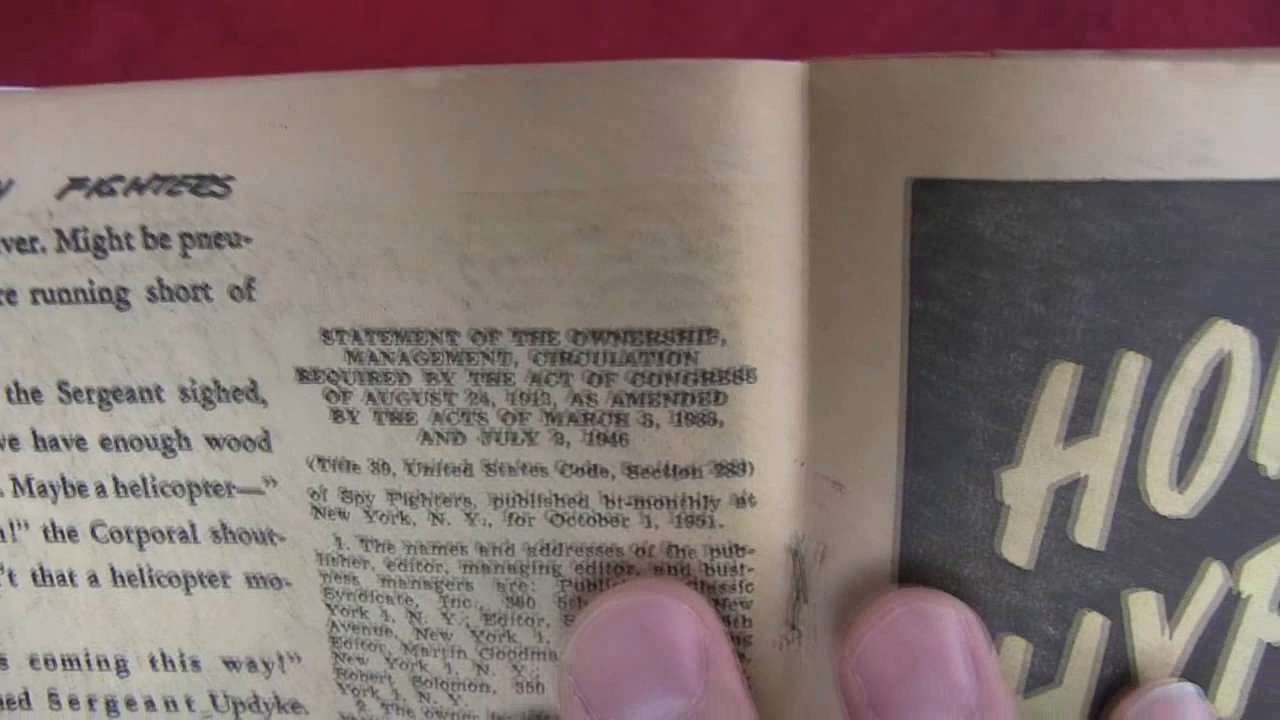 FIGHTERS
ver. Might be pneu-
re running short of
the Sergeant sighed,
ve have enough wood
. Maybe a helicopter—"
n!" the Corporal shout-
't that a helicopter mo-
s coming this way!"
ned Sergeant Updyke.
STATEMENT OF THE OWNERSHIP,
MANAGEMENT, CIRCULATION
REQUIRED BY THE ACT OF CONGRESS
OF AUGUST 24, 1912, AS AMENDED
BY THE ACTS OF MARCH 3, 1933,
AND JULY 2, 1946
(Title 39, United States Code, Section 233)
of Spy Fighters, published bi-monthly at
New York, N. Y., for October 1, 1951.
1. The names and addresses of the pub-
lisher, editor, managing editor, and busi-
ness managers are: Classic
Syndicate, Inc., 350 5th New
York 1, N. Y.; Editor, 5th
Avenue, New York 1,
Editor, Martin Goodma
New York 1, N. Y.
Robert Solomon, 350
York 1, N. Y.
2. The owner
HO
HY